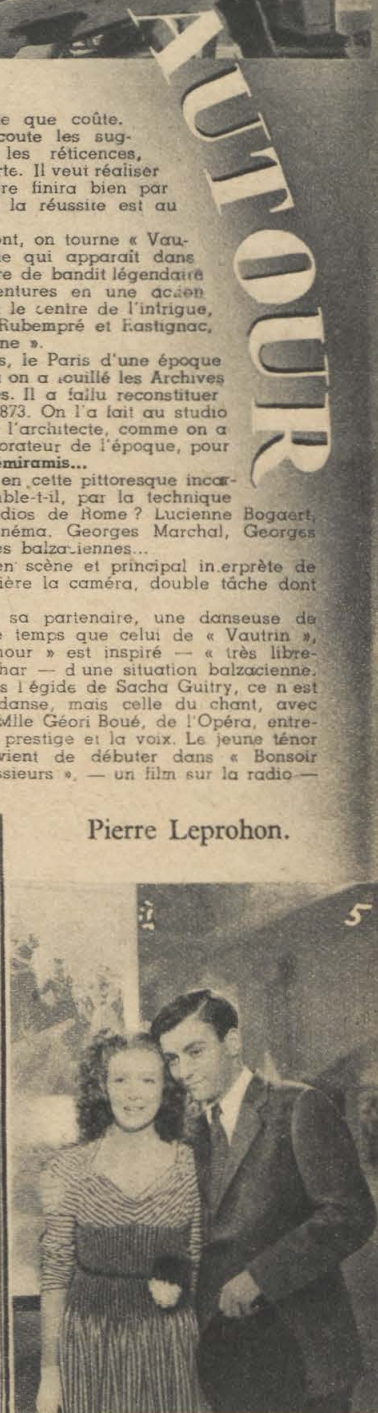 AUTOUR
e que coûte.
coute les sug-
les réticences,
rte. Il veut réaliser
re finira bien par
la réussite est au
ont, on tourne « Vau-
e qui apparaît dans
re de bandit légendaire
entures en une action
le centre de l'intrigue,
Rubempré et Rastignac,
ne ».
s, le Paris d'une époque
on a fouillé les Archives
s. Il a fallu reconstituer
873. On l'a fait au studio
l'architecte, comme on a
orateur de l'époque, pour
émiramis...
en cette pittoresque incar-
ble-t-il, par la technique
dios de Rome ? Lucienne Bogaert,
néma. Georges Marchal, Georges
es balzaciennes...
en scène et principal interprète de
ière la caméra, double tâche dont
sa partenaire, une danseuse de
e temps que celui de « Vautrin »,
our » est inspiré — « très libre-
har — d une situation balzacienne.
s l égide de Sacha Guitry, ce n est
danse, mais celle du chant, avec
Mlle Géori Boué, de l'Opéra, entre-
prestige et la voix. Le jeune ténor
vient de débuter dans « Bonsoir
ssieurs », — un film sur la radio —
Pierre Leprohon.
5